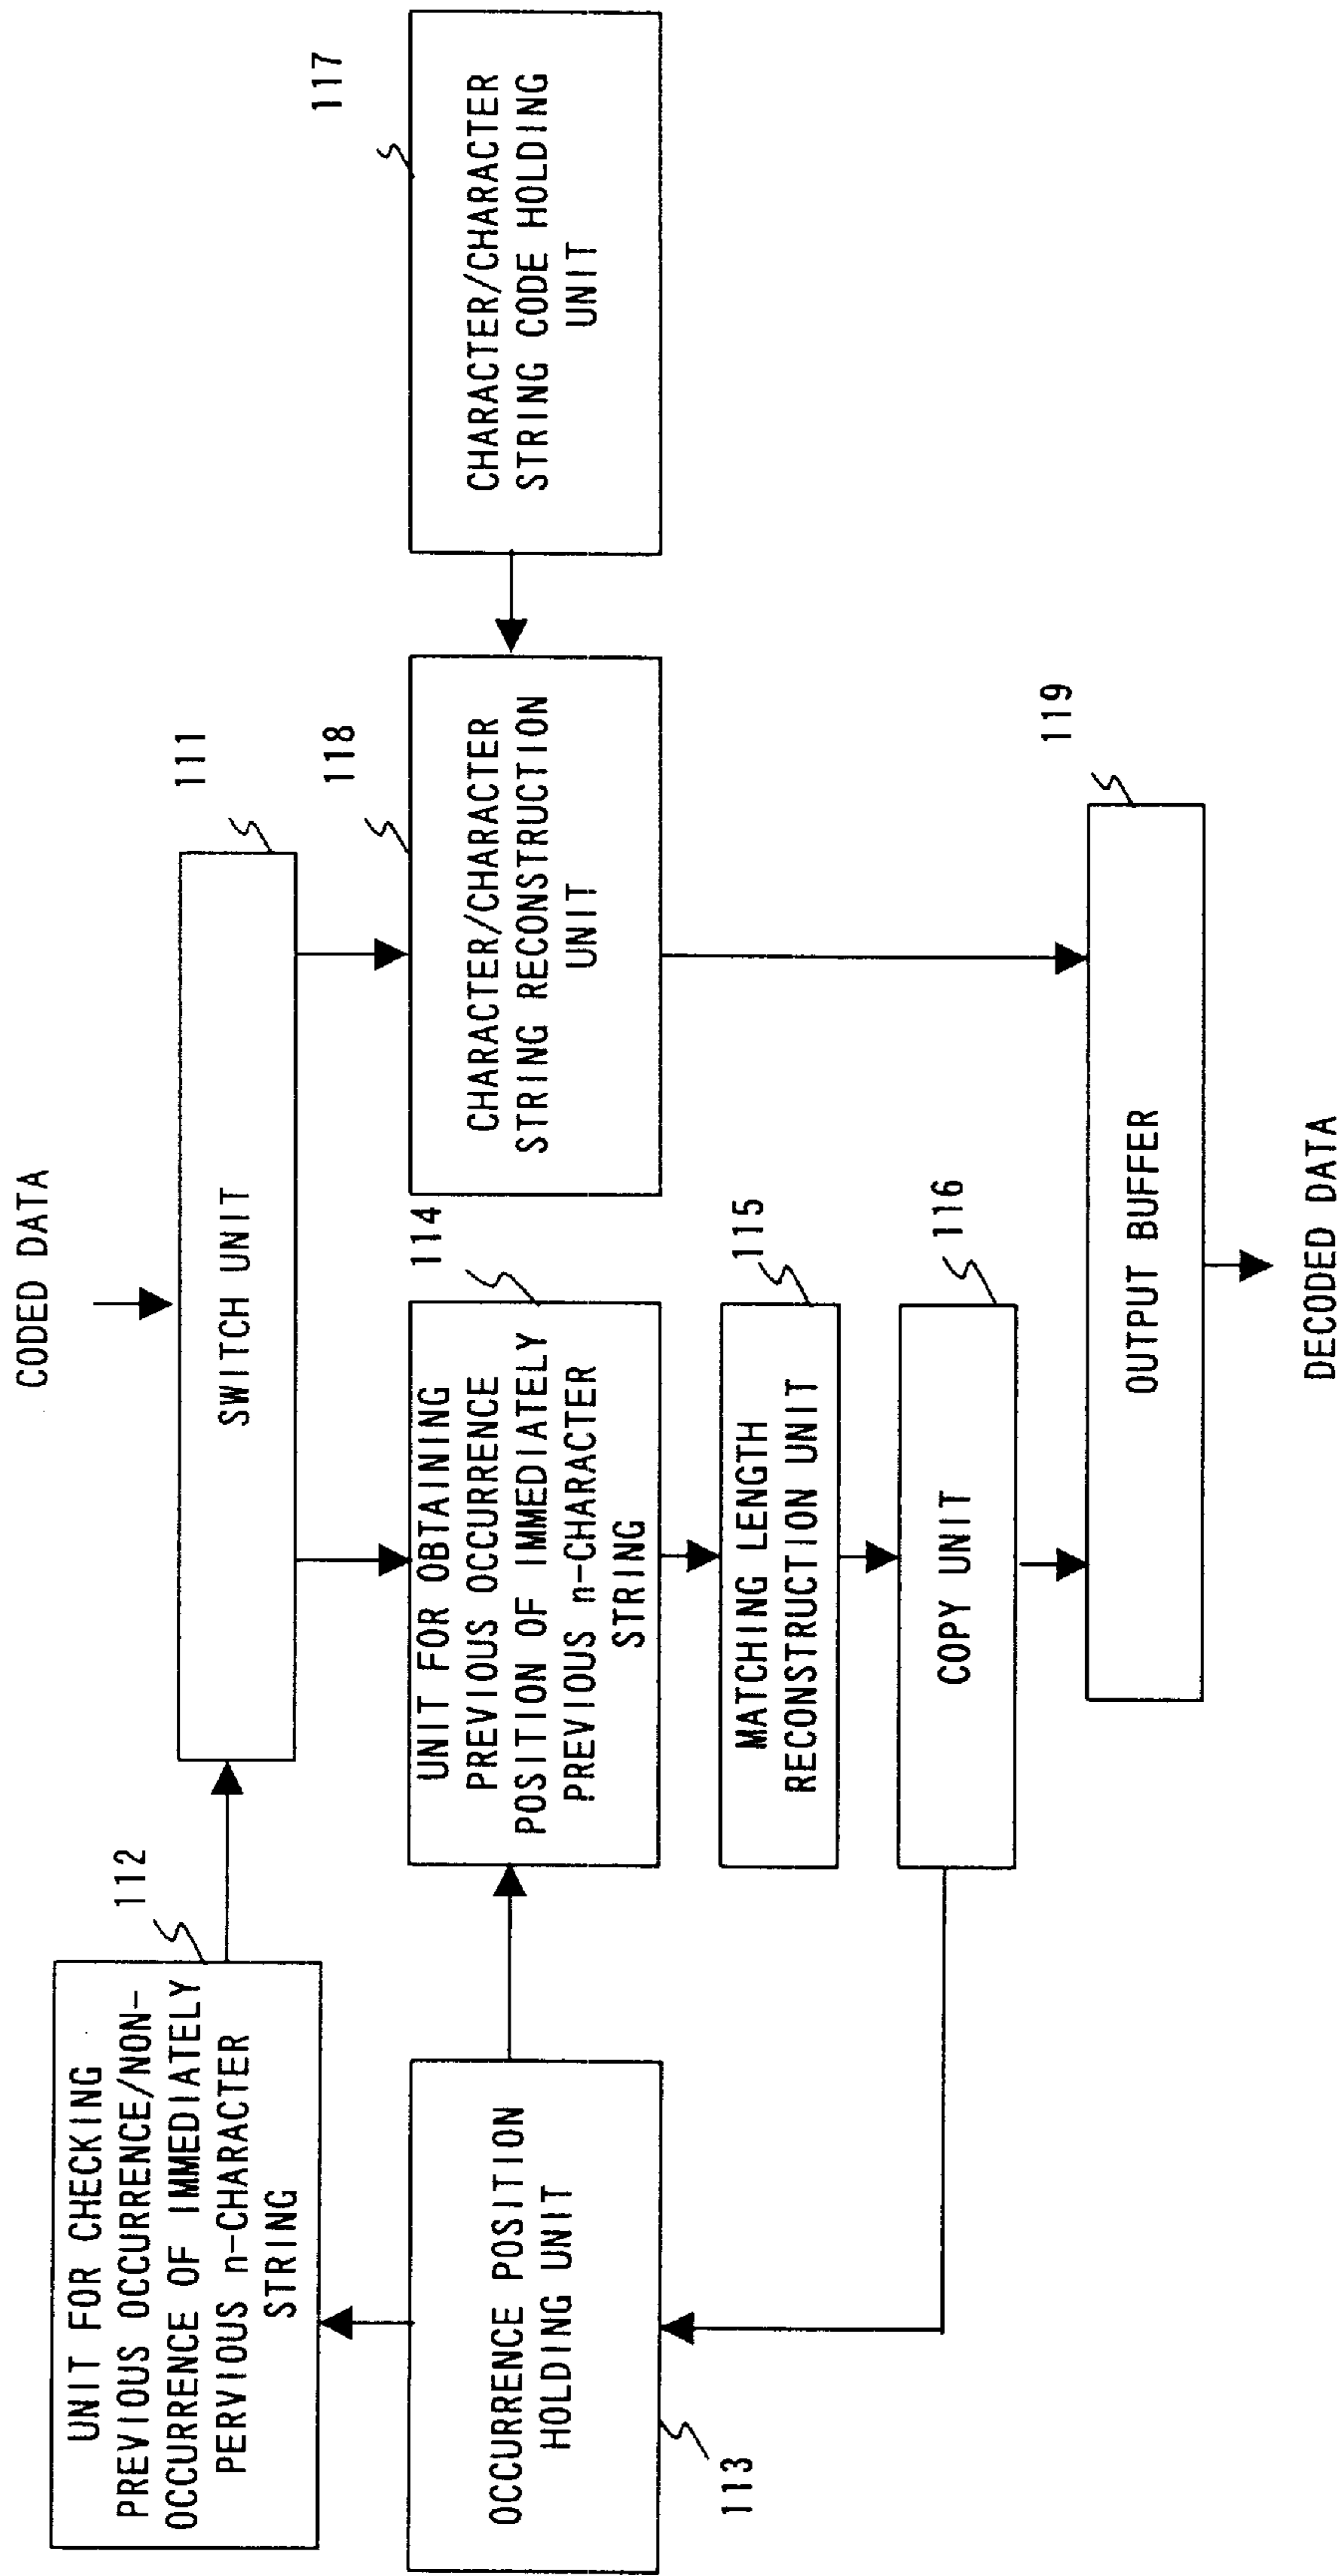 CODED DATA
UNIT FOR CHECKING
PREVIOUS OCCURRENCE/NON-
OCCURRENCE OF IMMEDIATELY
PERVIOUS n-CHARACTER
STRING
112
SWITCH UNIT
111
OCCURRENCE POSITION
HOLDING UNIT
113
UNIT FOR OBTAINING
PREVIOUS OCCURRENCE
POSITION OF IMMEDIATELY
PREVIOUS n-CHARACTER
STRING
114
CHARACTER/CHARACTER
STRING RECONSTRUCTION
UNIT
118
CHARACTER/CHARACTER
STRING CODE HOLDING
UNIT
117
MATCHING LENGTH
RECONSTRUCTION UNIT
115
COPY UNIT
116
OUTPUT BUFFER
119
DECODED DATA